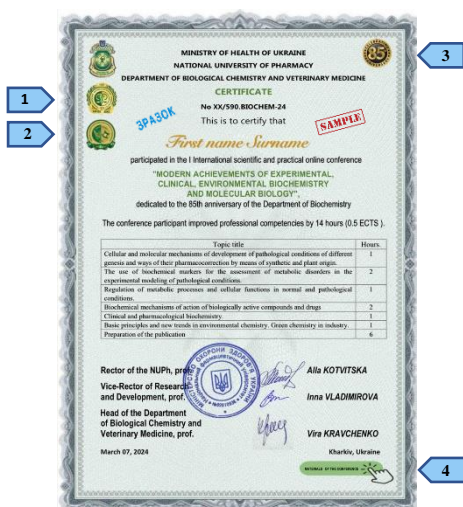 MINISTRY OF HEALTH OF UKRAINE
NATIONAL UNIVERSITY OF PHARMACY
DEPARTMENT OF BIOLOGICAL CHEMISTRY AND VETERINARY MEDICINE
CERTIFICATE
No XX/590.BIOCHEM-24
This is to certify that
ЗРАЗОК
SAMPLE
First name Surname
participated in the I International scientific and practical online conference
"MODERN ACHIEVEMENTS OF EXPERIMENTAL,
CLINICAL, ENVIRONMENTAL BIOCHEMISTRY
AND MOLECULAR BIOLOGY",
dedicated to the 85th anniversary of the Department of Biochemistry
The conference participant improved professional competencies by 14 hours (0.5 ECTS ).
Topic title Hours
Cellular and molecular mechanisms of development of pathological conditions of different
genesis and ways of their pharmacocorrection by means of synthetic and plant origin. 1
The use of biochemical markers for the assessment of metabolic disorders in the
experimental modeling of pathological conditions. 2
Regulation of metabolic processes and cellular functions in normal and pathological
conditions. 1
Biochemical mechanisms of action of biologically active compounds and drugs 2
Clinical and pharmacological biochemistry. 1
Basic principles and new trends in environmental chemistry. Green chemistry in industry. 1
Preparation of the publication 6
Rector of the NUPh, prof. Alla KOTVITSKA
Vice-Rector of Research
and Development, prof. Inna VLADIMIROVA
Head of the Department
of Biological Chemistry and
Veterinary Medicine, prof. Vira KRAVCHENKO
March 07, 2024 Kharkiv, Ukraine
1
2
3
85
4